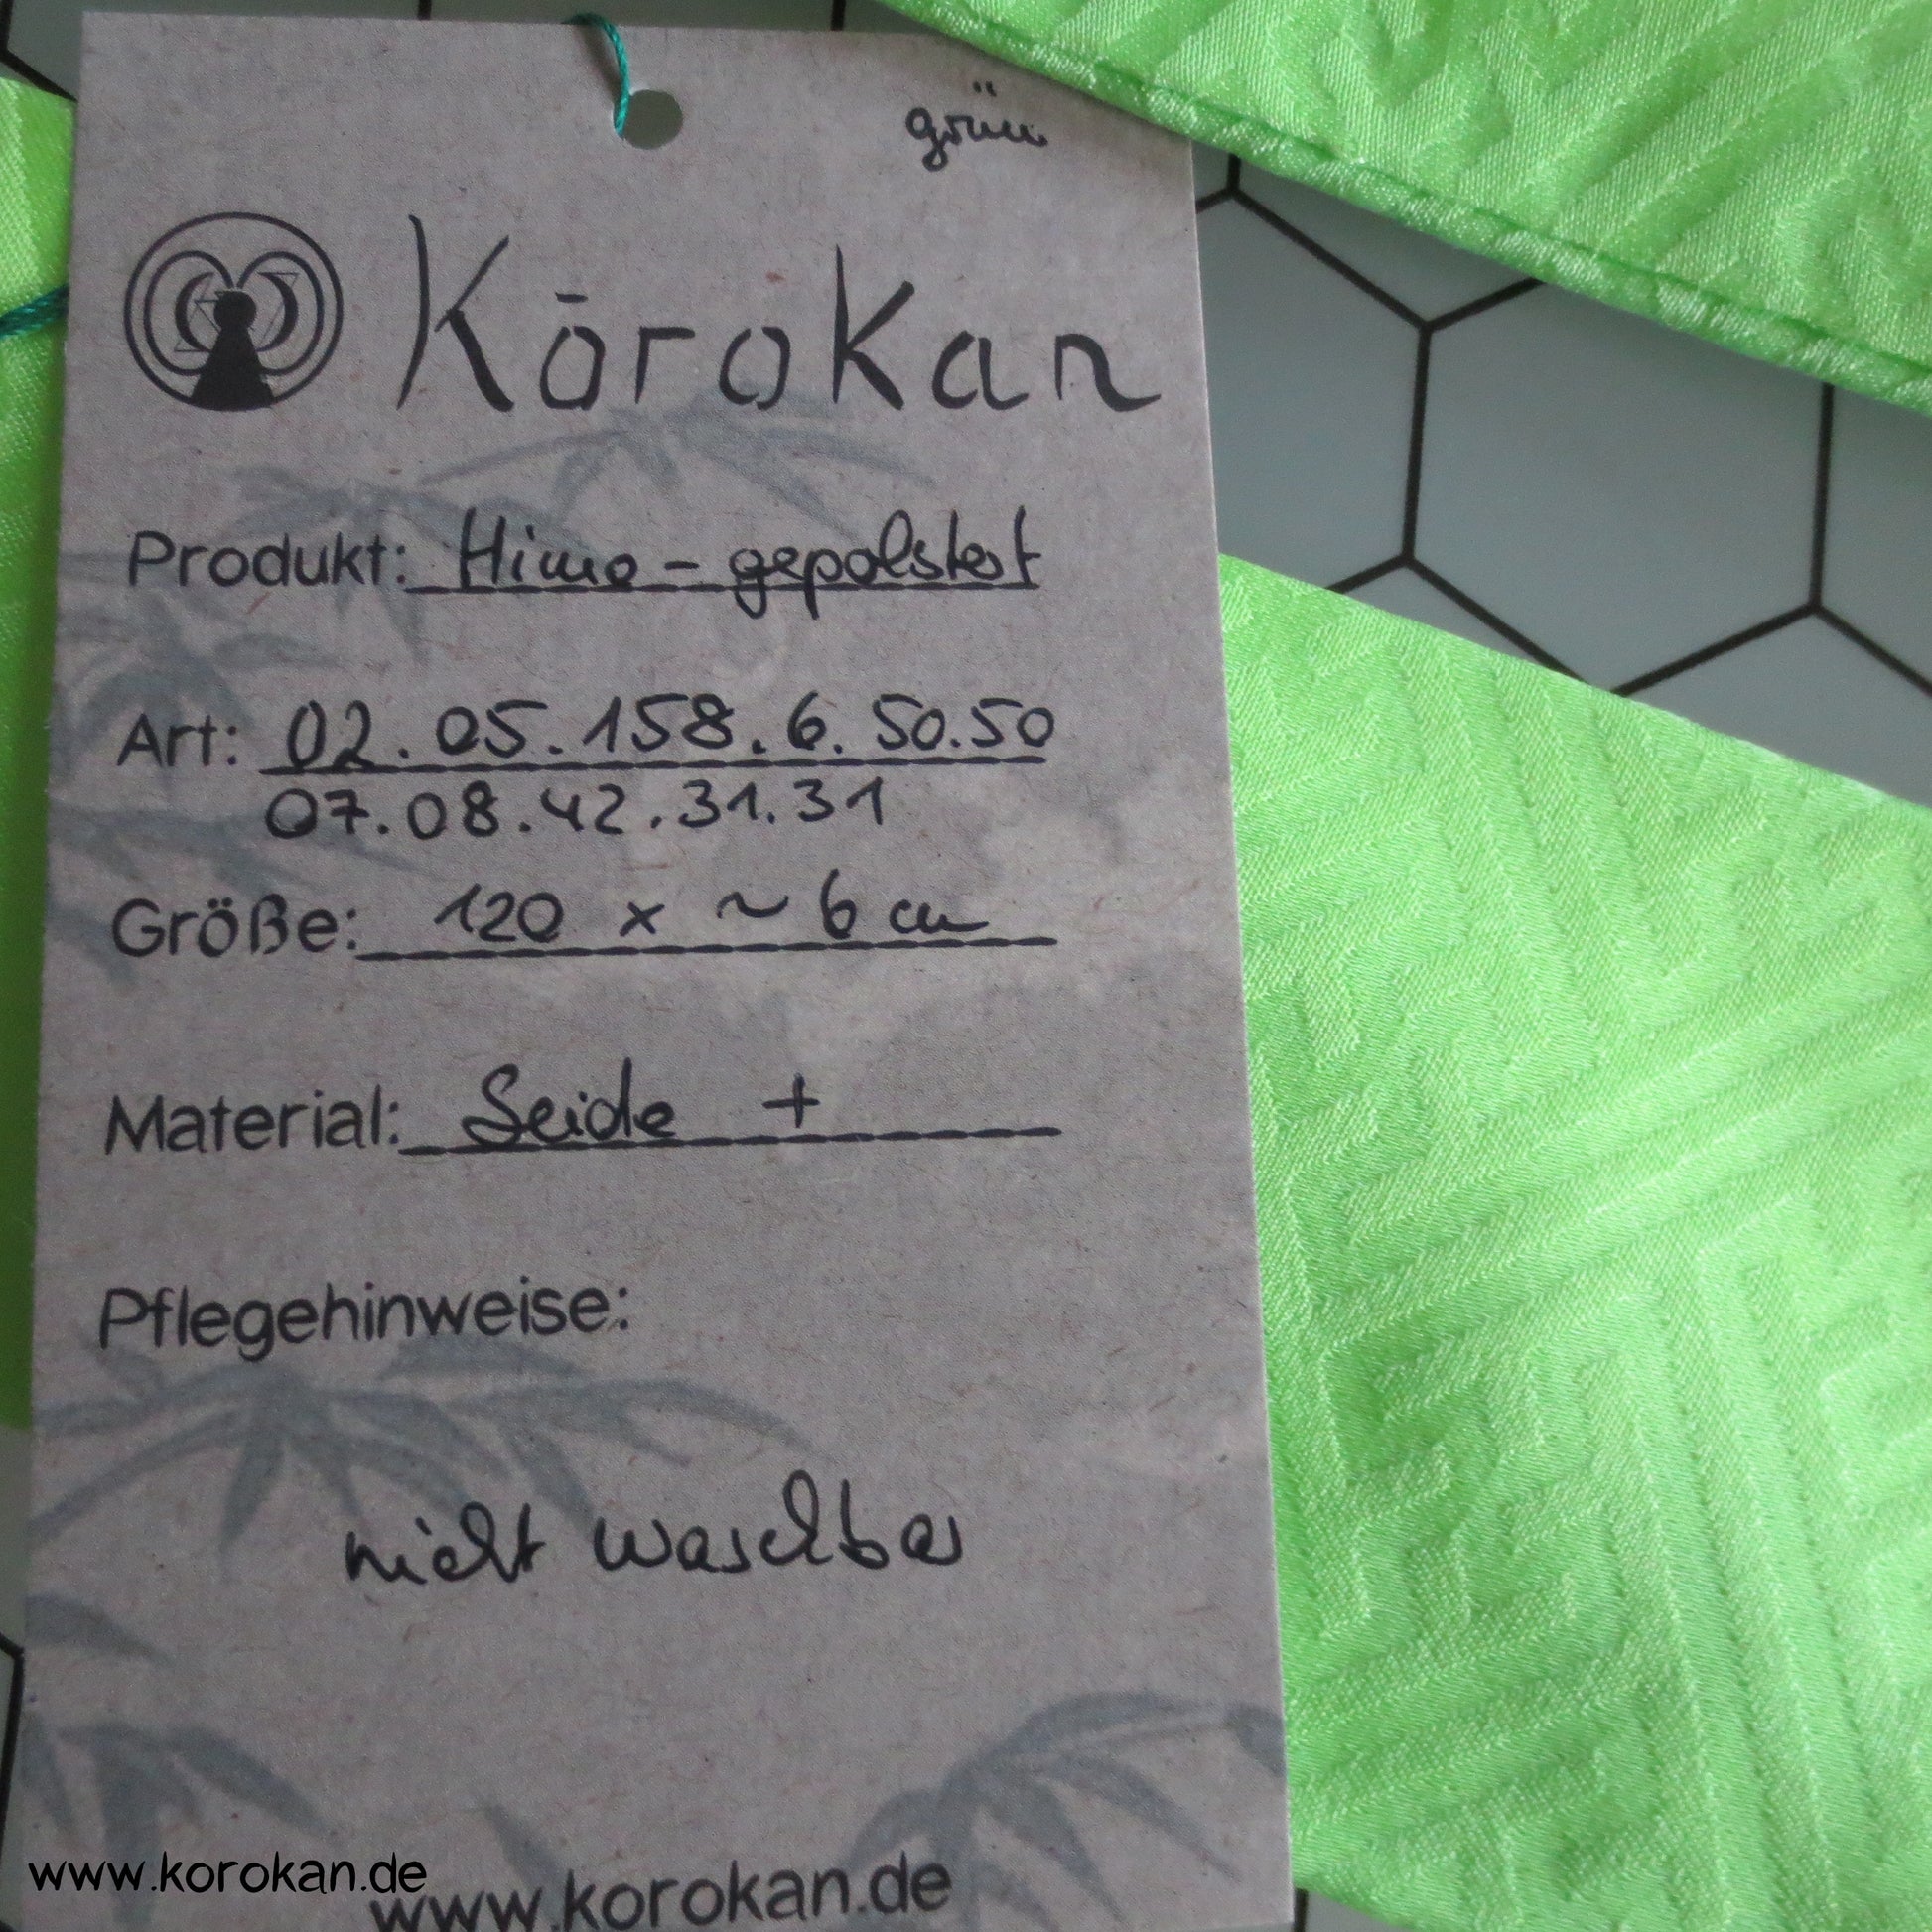 grün
Kōrokan
Produkt: Himo - gepolstert
Art: 02.05.158.6.50.50
07.08.42.31.31
Größe: 120 x ~ 6 cm
Material: Seide +
Pflegehinweise:
nicht waschbar
www.korokan.de
www.korokan.de